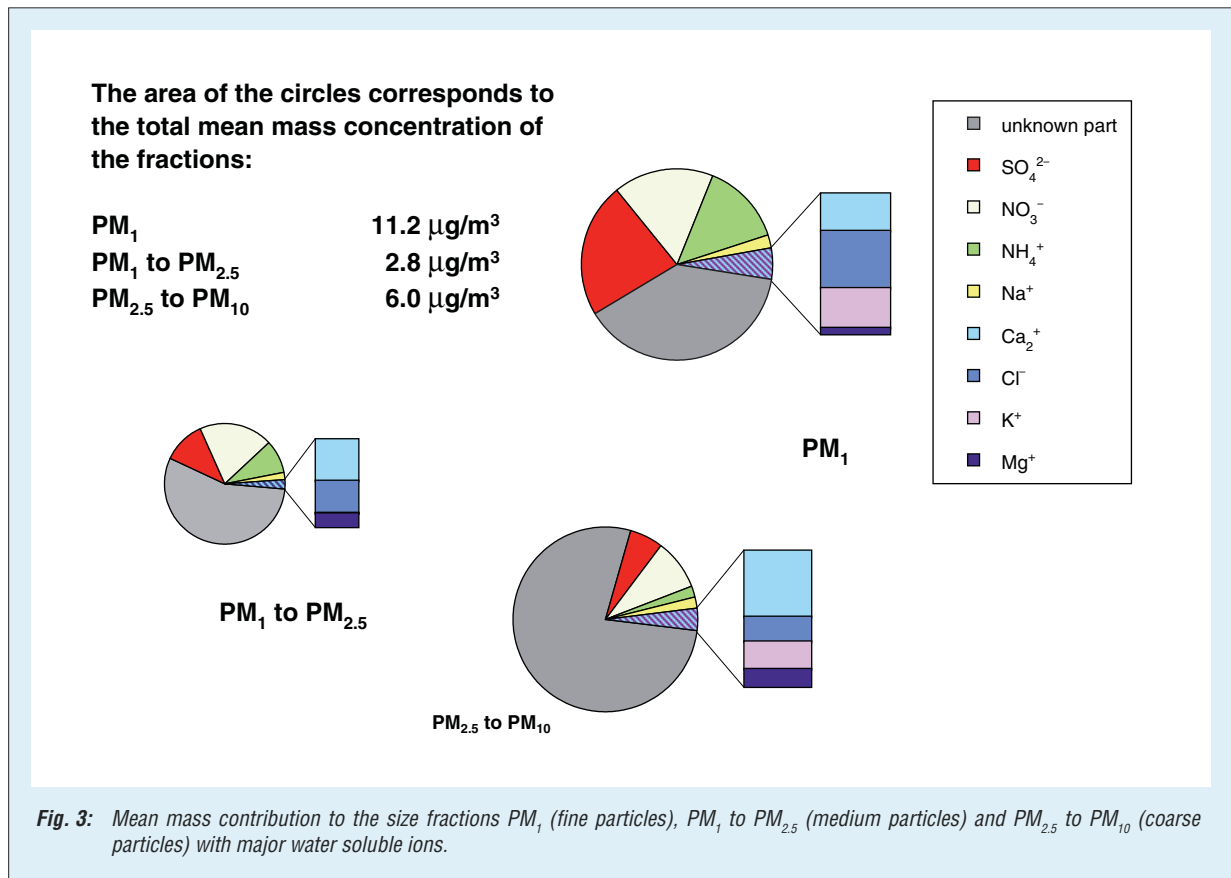 The area of the circles corresponds to
the total mean mass concentration of
the fractions:
PM₁ 11.2 μg/m³
PM₁ to PM₂.₅ 2.8 μg/m³
PM₂.₅ to PM₁₀ 6.0 μg/m³
unknown part
SO₄²⁻
NO₃⁻
NH₄⁺
Na⁺
Ca₂⁺
Cl⁻
K⁺
Mg⁺
PM₁
PM₁ to PM₂.₅
PM₂.₅ to PM₁₀
Fig. 3: Mean mass contribution to the size fractions PM₁ (fine particles), PM₁ to PM₂.₅ (medium particles) and PM₂.₅ to PM₁₀ (coarse
particles) with major water soluble ions.